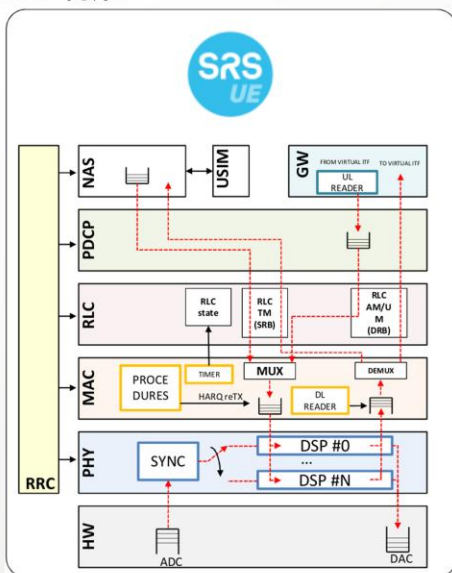 SRS
UE
RRC
NAS
USIM
GW
FROM VIRTUAL ITF
TO VIRTUAL ITF
UL
READER
PDCP
RLC
RLC
state
RLC
TM
(SRB)
RLC
AM/U
M
(DRB)
MAC
PROCE
DURES
TIMER
HARQ reTX
MUX
DL
READER
DEMUX
PHY
SYNC
DSP #0
...
DSP #N
HW
ADC
DAC